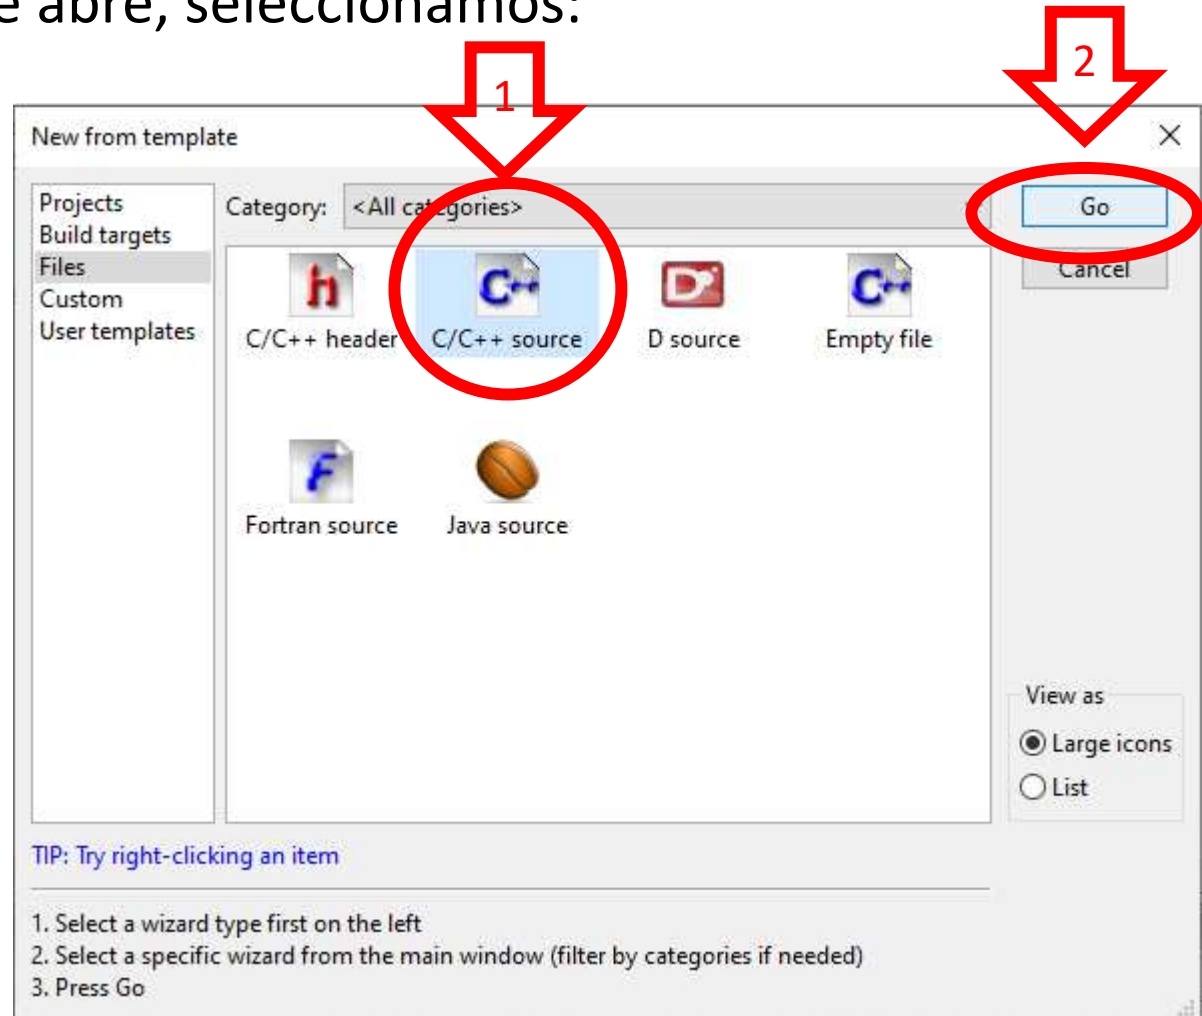 e abre, seleccionamos:
1
2
New from template
Projects
Build targets
Files
Custom
User templates
Category: <All categories>
Go
Cancel
h
C++
D
C++
C/C++ header
C/C++ source
D source
Empty file
F
Fortran source
Java source
View as
Large icons
List
TIP: Try right-clicking an item
1. Select a wizard type first on the left
2. Select a specific wizard from the main window (filter by categories if needed)
3. Press Go